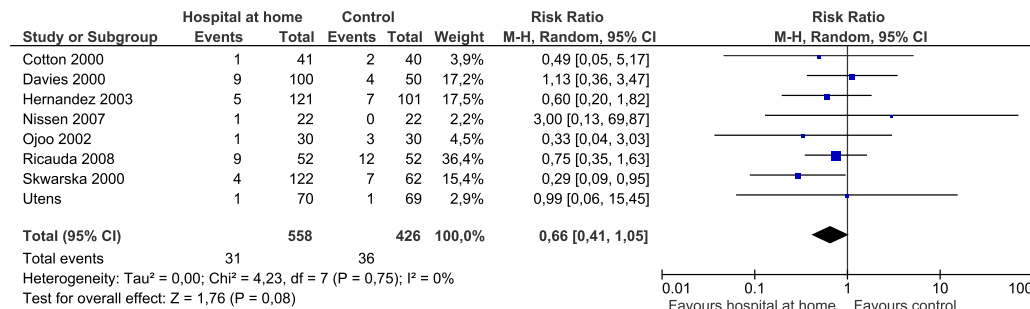 Hospital at home Control Risk Ratio Risk Ratio
Study or Subgroup Events Total Events Total Weight M-H, Random, 95% CI M-H, Random, 95% CI
Cotton 2000 1 41 2 40 3,9% 0,49 [0,05, 5,17]
Davies 2000 9 100 4 50 17,2% 1,13 [0,36, 3,47]
Hernandez 2003 5 121 7 101 17,5% 0,60 [0,20, 1,82]
Nissen 2007 1 22 0 22 2,2% 3,00 [0,13, 69,87]
Ojoo 2002 1 30 3 30 4,5% 0,33 [0,04, 3,03]
Ricauda 2008 9 52 12 52 36,4% 0,75 [0,35, 1,63]
Skwarska 2000 4 122 7 62 15,4% 0,29 [0,09, 0,95]
Utens 1 70 1 69 2,9% 0,99 [0,06, 15,45]
Total (95% CI) 558 426 100,0% 0,66 [0,41, 1,05]
Total events 31 36
Heterogeneity: Tau² = 0,00; Chi² = 4,23, df = 7 (P = 0,75); I² = 0%
Test for overall effect: Z = 1,76 (P = 0,08)
0.01 0.1 1 10 100
Favours hospital at home Favours control